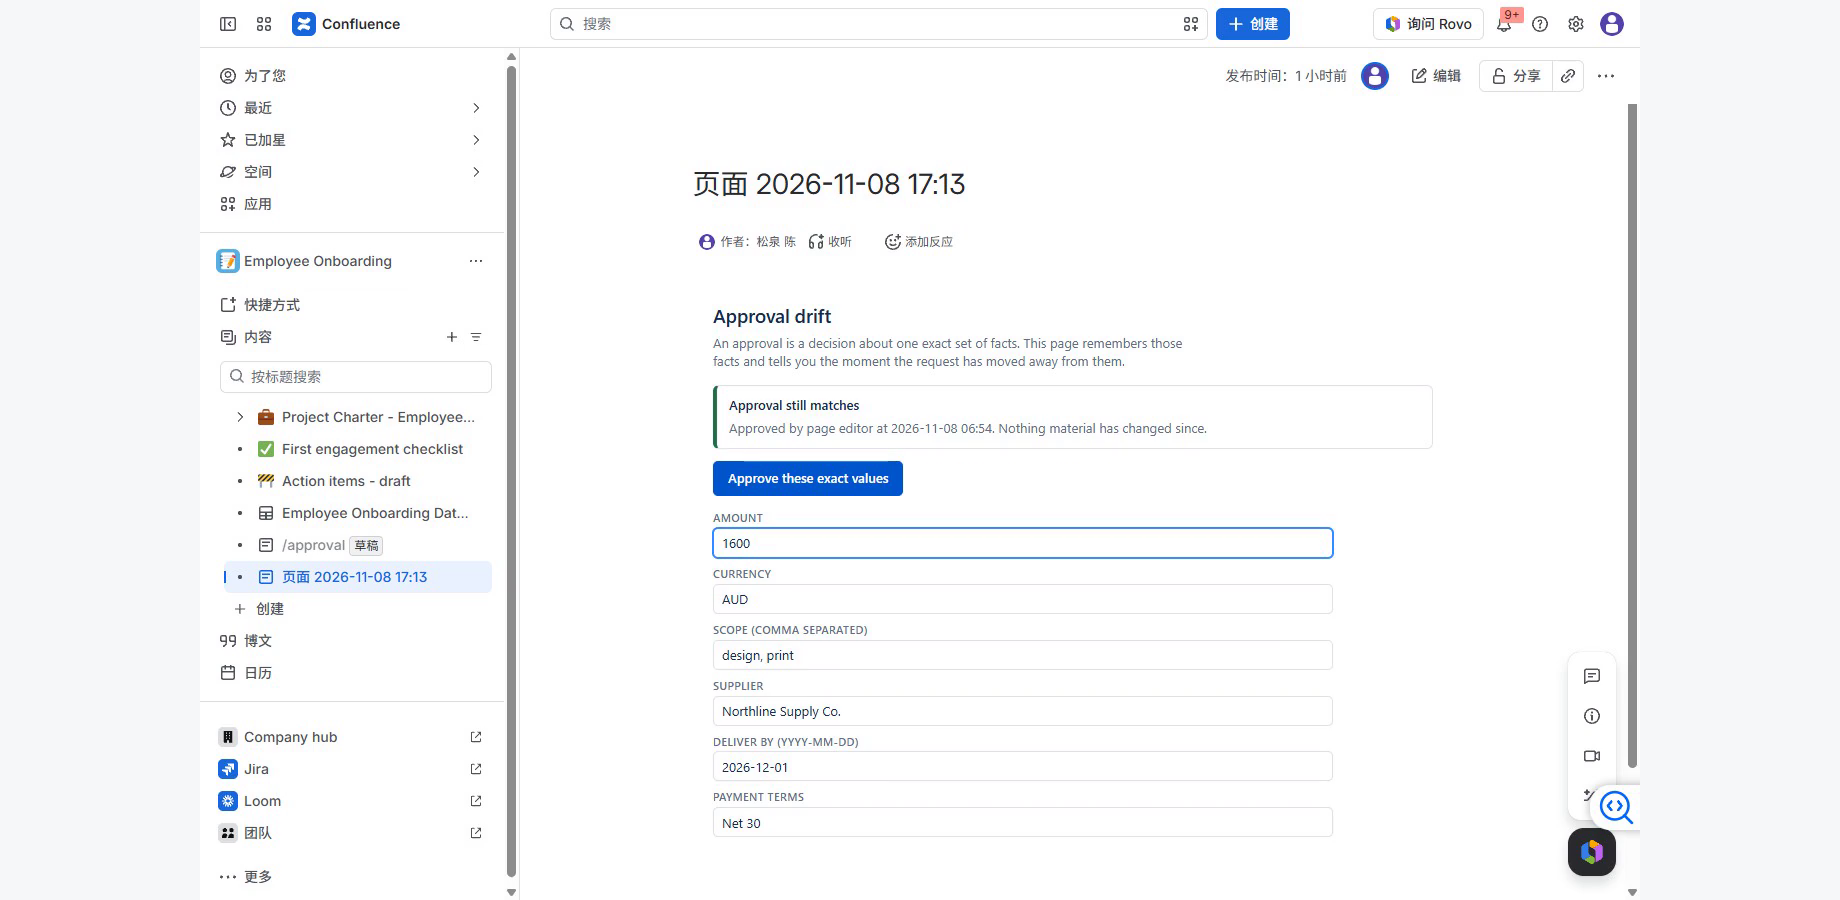 Confluence
搜索
创建
询问 Rovo
9+
为了您
最近
已加星
空间
应用
Employee Onboarding
快捷方式
内容
按标题搜索
Project Charter - Employee...
First engagement checklist
Action items - draft
Employee Onboarding Dat...
/approval 草稿
页面 2026-11-08 17:13
创建
博文
日历
Company hub
Jira
Loom
团队
更多
发布时间：1 小时前
编辑
分享
页面 2026-11-08 17:13
作者：松泉 陈
收听
添加反应
Approval drift
An approval is a decision about one exact set of facts. This page remembers those
facts and tells you the moment the request has moved away from them.
Approval still matches
Approved by page editor at 2026-11-08 06:54. Nothing material has changed since.
Approve these exact values
AMOUNT
1600
CURRENCY
AUD
SCOPE (COMMA SEPARATED)
design, print
SUPPLIER
Northline Supply Co.
DELIVER BY (YYYY-MM-DD)
2026-12-01
PAYMENT TERMS
Net 30